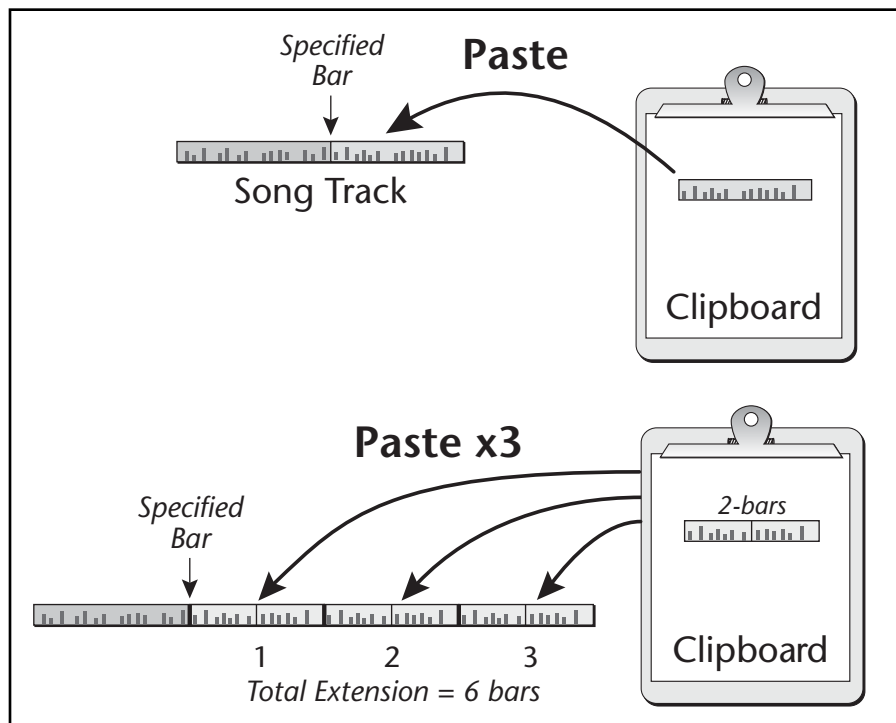 Specified
Bar
Paste
Song Track
Clipboard
Paste x3
Specified
Bar
2-bars
1 2 3
Total Extension = 6 bars
Clipboard